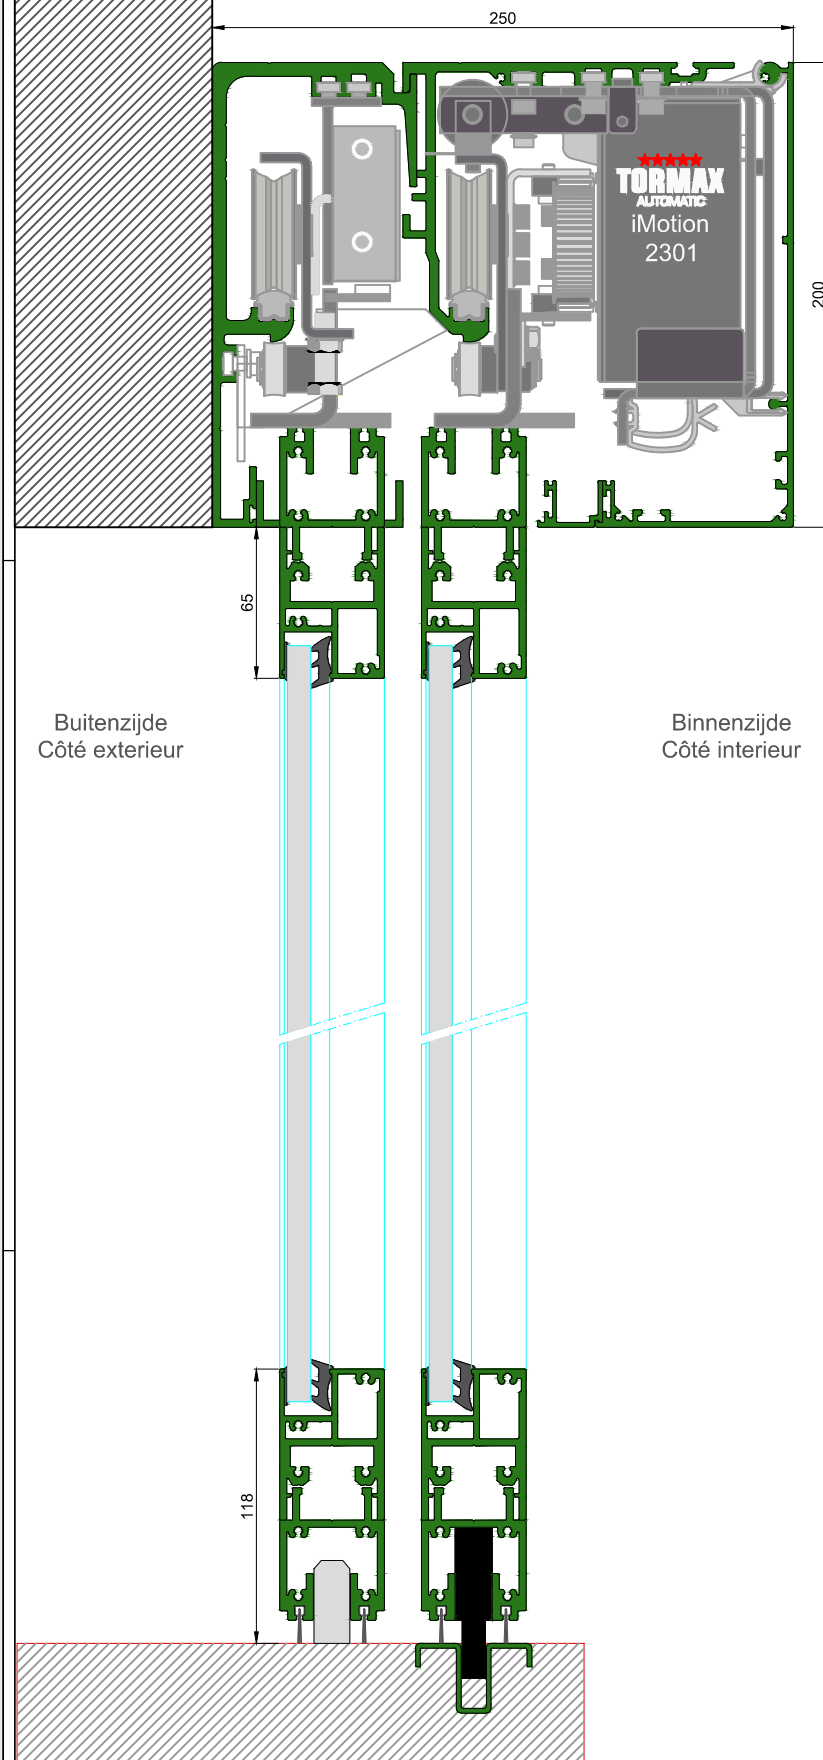 250
TORMAX
AUTOMATIC
iMotion
2301
200
65
Buitenzijde
Côté exterieur
Binnenzijde
Côté interieur
118